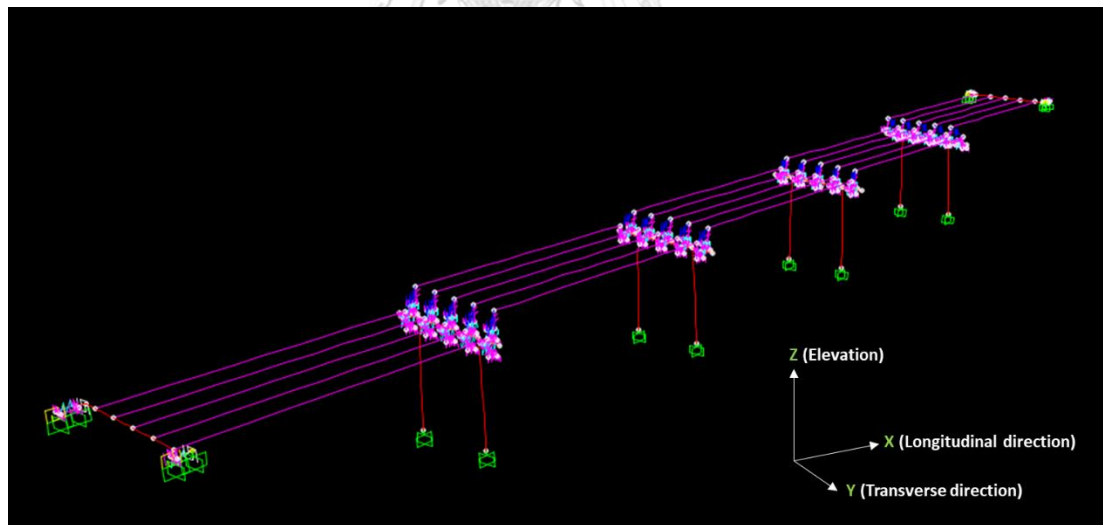 Z (Elevation)
X (Longitudinal direction)
Y (Transverse direction)